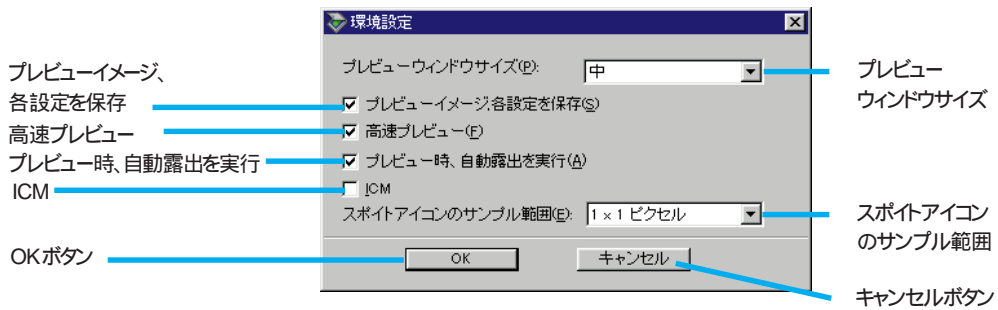 環境設定
プレビューウィンドウサイズ(P):
中
プレビューイメージ,各設定を保存(S)
高速プレビュー(F)
プレビュー時、自動露出を実行(A)
ICM
スポイトアイコンのサンプル範囲(E):
1 × 1 ピクセル
OK
キャンセル
プレビューイメージ、
各設定を保存
高速プレビュー
プレビュー時、自動露出を実行
ICM
OKボタン
プレビュー
ウィンドウサイズ
スポイトアイコン
のサンプル範囲
キャンセルボタン